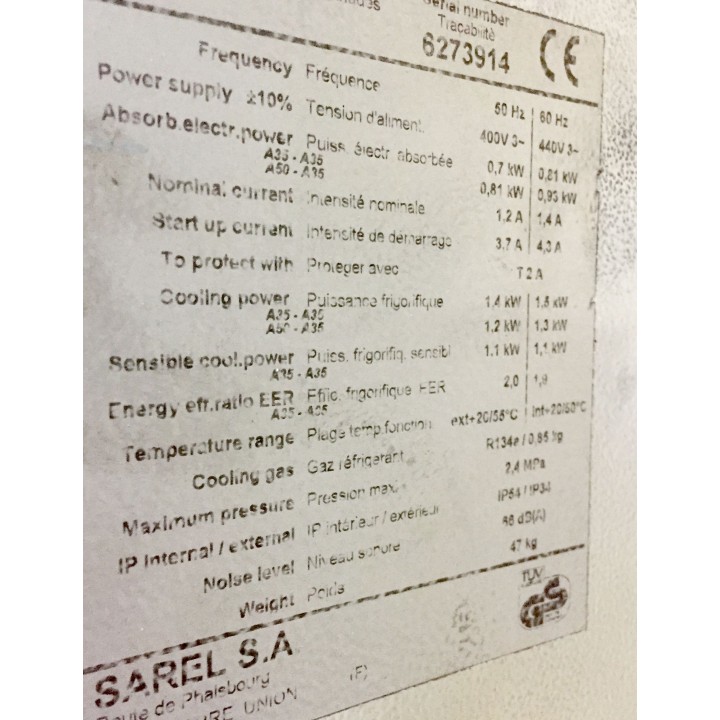 Serial number
Tracabilité
6273914 CE
Frequency Fréquence 50 Hz 60 Hz
Power supply ±10% Tension d'aliment. 400V 3~ 440V 3~
Absorb.electr.power Puiss. électr. absorbée
A35 - A35 0,7 kW 0,81 kW
A50 - A35 0,81 kW 0,93 kW
Nominal current Intensité nominale 1.2 A 1,4 A
Start up current Intensité de démarrage 3.7 A 4,3 A
To protect with Proteger avec T 2 A
Cooling power Puissance frigorifique
A35 - A35 1.4 kW 1.5 kW
A50 - A35 1.2 kW 1,3 kW
Sensible cool.power Puiss. frigorifiq. sensibl 1.1 kW 1,1 kW
A35 - A35
Energy eff.ratio EER Effic. frigorifique EER 2,0 1,9
A35 - A35
Temperature range Plage temp.fonction ext+20/55°C Int+20/50°C
Cooling gas Gaz réfrigerant R134a / 0,85 kg
Maximum pressure Pression max. 2,4 MPa
IP Internal / external IP Intérieur / extérieur IP54 / IP34
Noise level Niveau sonore dB(A)
Weight Poids 47 kg
TUV
GS
SAREL S.A
Route de Phalsbourg
UNION (F)